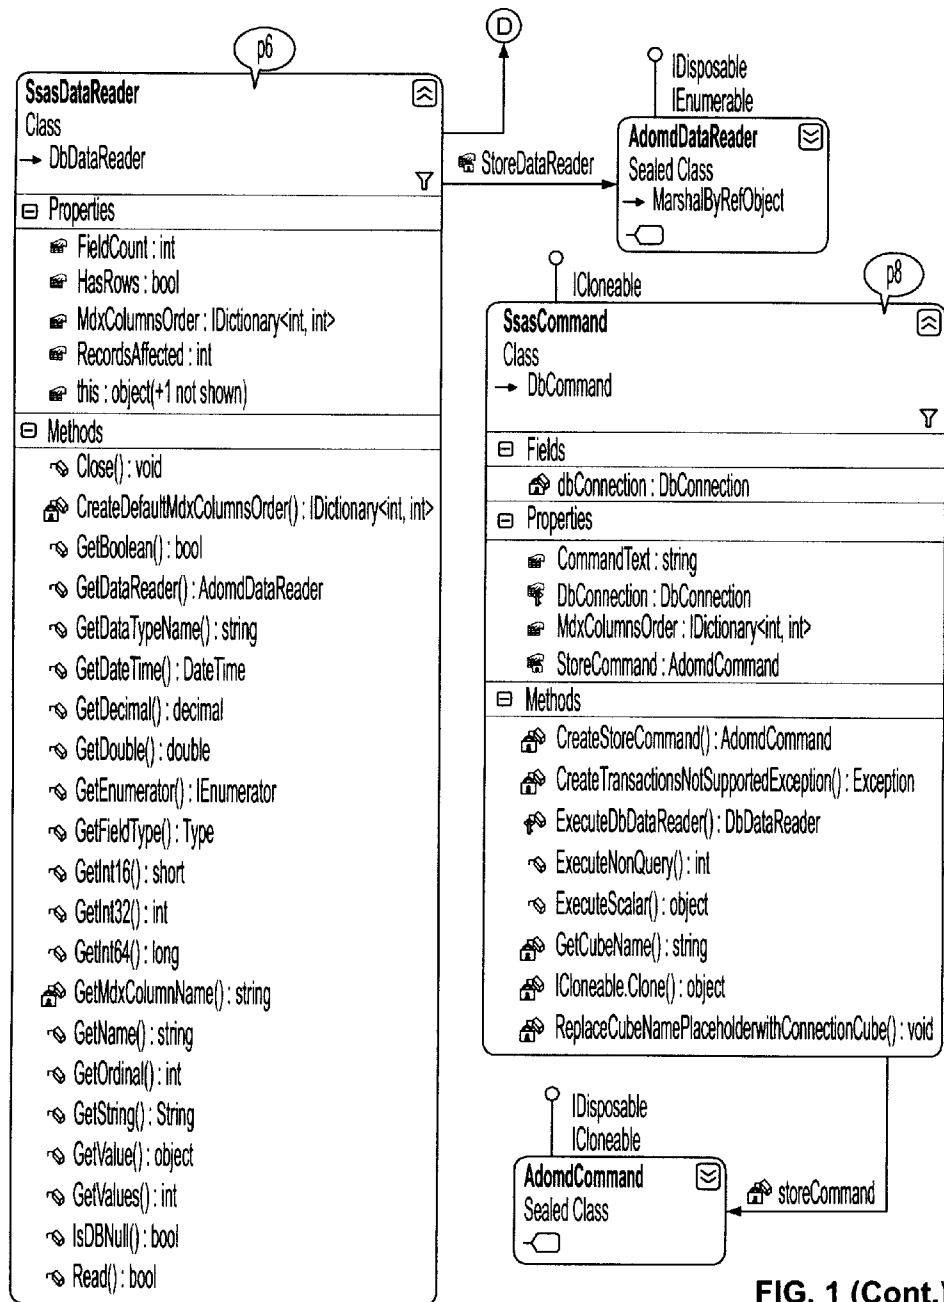 D
p6
SsasDataReader
Class
→ DbDataReader
Properties
FieldCount : int
HasRows : bool
MdxColumnsOrder : IDictionary<int, int>
RecordsAffected : int
this : object(+1 not shown)
Methods
Close() : void
CreateDefaultMdxColumnsOrder() : IDictionary<int, int>
GetBoolean() : bool
GetDataReader() : AdomdDataReader
GetDataTypeName() : string
GetDateTime() : DateTime
GetDecimal() : decimal
GetDouble() : double
GetEnumerator() : IEnumerator
GetFieldType() : Type
GetInt16() : short
GetInt32() : int
GetInt64() : long
GetMdxColumnName() : string
GetName() : string
GetOrdinal() : int
GetString() : String
GetValue() : object
GetValues() : int
IsDBNull() : bool
Read() : bool
StoreDataReader
IDisposable
IEnumerable
AdomdDataReader
Sealed Class
→ MarshalByRefObject
ICloneable
p8
SsasCommand
Class
→ DbCommand
Fields
dbConnection : DbConnection
Properties
CommandText : string
DbConnection : DbConnection
MdxColumnsOrder : IDictionary<int, int>
StoreCommand : AdomdCommand
Methods
CreateStoreCommand() : AdomdCommand
CreateTransactionsNotSupportedException() : Exception
ExecuteDbDataReader() : DbDataReader
ExecuteNonQuery() : int
ExecuteScalar() : object
GetCubeName() : string
ICloneable.Clone() : object
ReplaceCubeNamePlaceholderwithConnectionCube() : void
IDisposable
ICloneable
AdomdCommand
Sealed Class
storeCommand
FIG. 1 (Cont.)